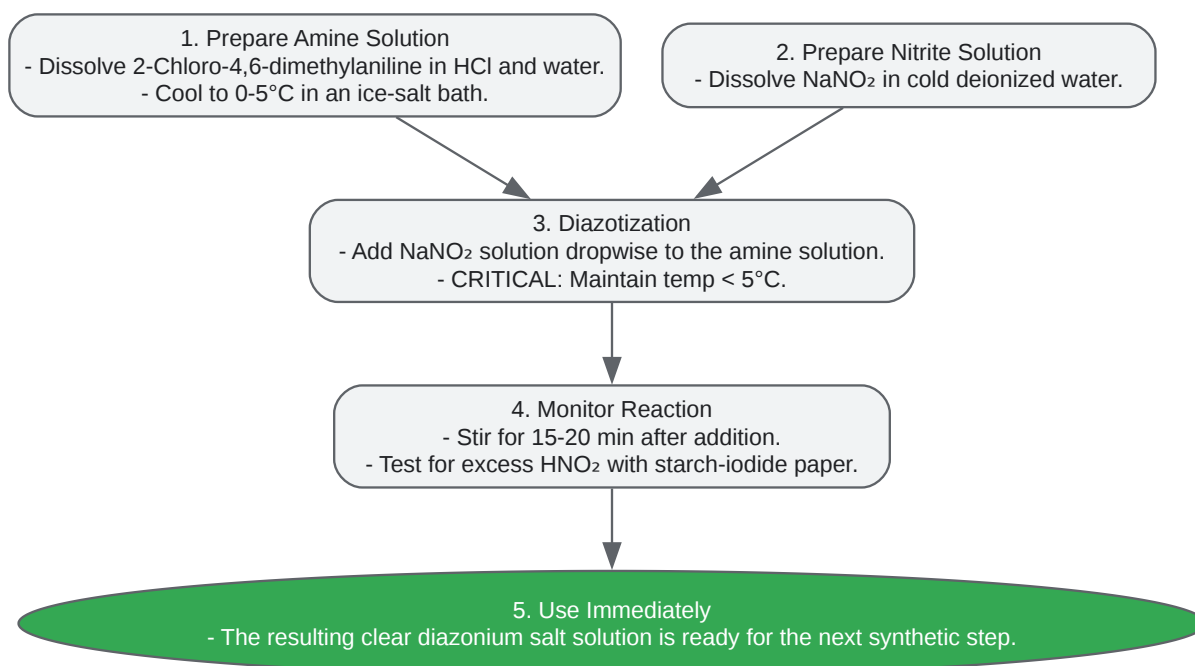 1. Prepare Amine Solution
- Dissolve 2-Chloro-4,6-dimethylaniline in HCl and water.
- Cool to 0-5°C in an ice-salt bath.
2. Prepare Nitrite Solution
- Dissolve NaNO₂ in cold deionized water.
3. Diazotization
- Add NaNO₂ solution dropwise to the amine solution.
- CRITICAL: Maintain temp < 5°C.
4. Monitor Reaction
- Stir for 15-20 min after addition.
- Test for excess HNO₂ with starch-iodide paper.
5. Use Immediately
- The resulting clear diazonium salt solution is ready for the next synthetic step.